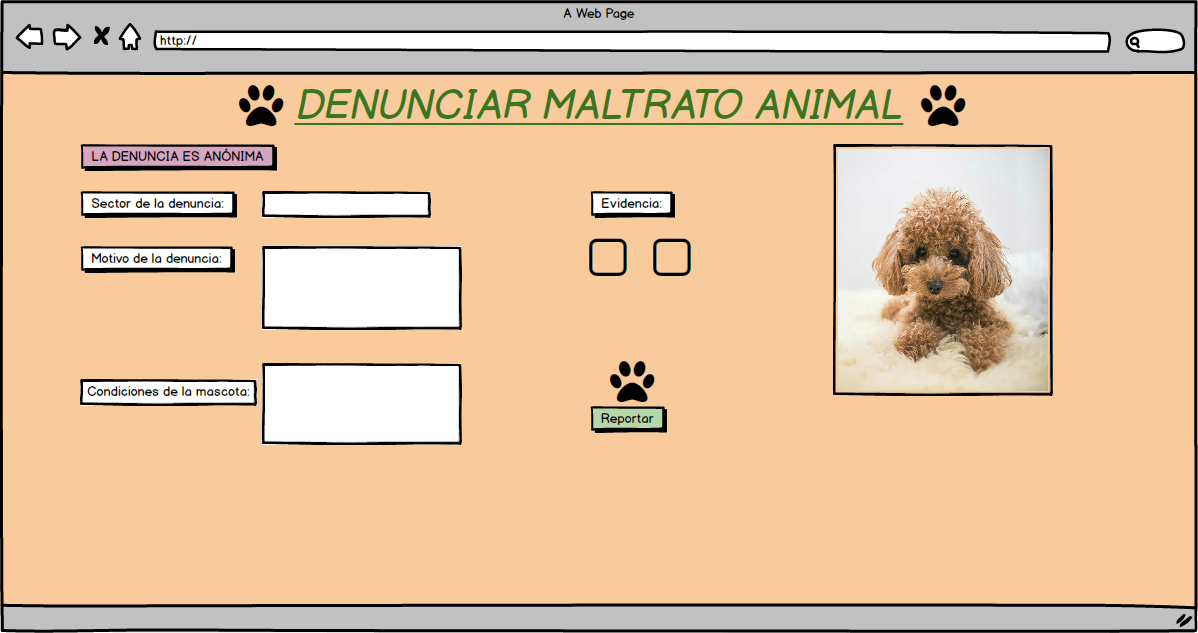 A Web Page
http://
DENUNCIAR MALTRATO ANIMAL
LA DENUNCIA ES ANÓNIMA
Sector de la denuncia:
Motivo de la denuncia:
Condiciones de la mascota:
Evidencia:
Reportar